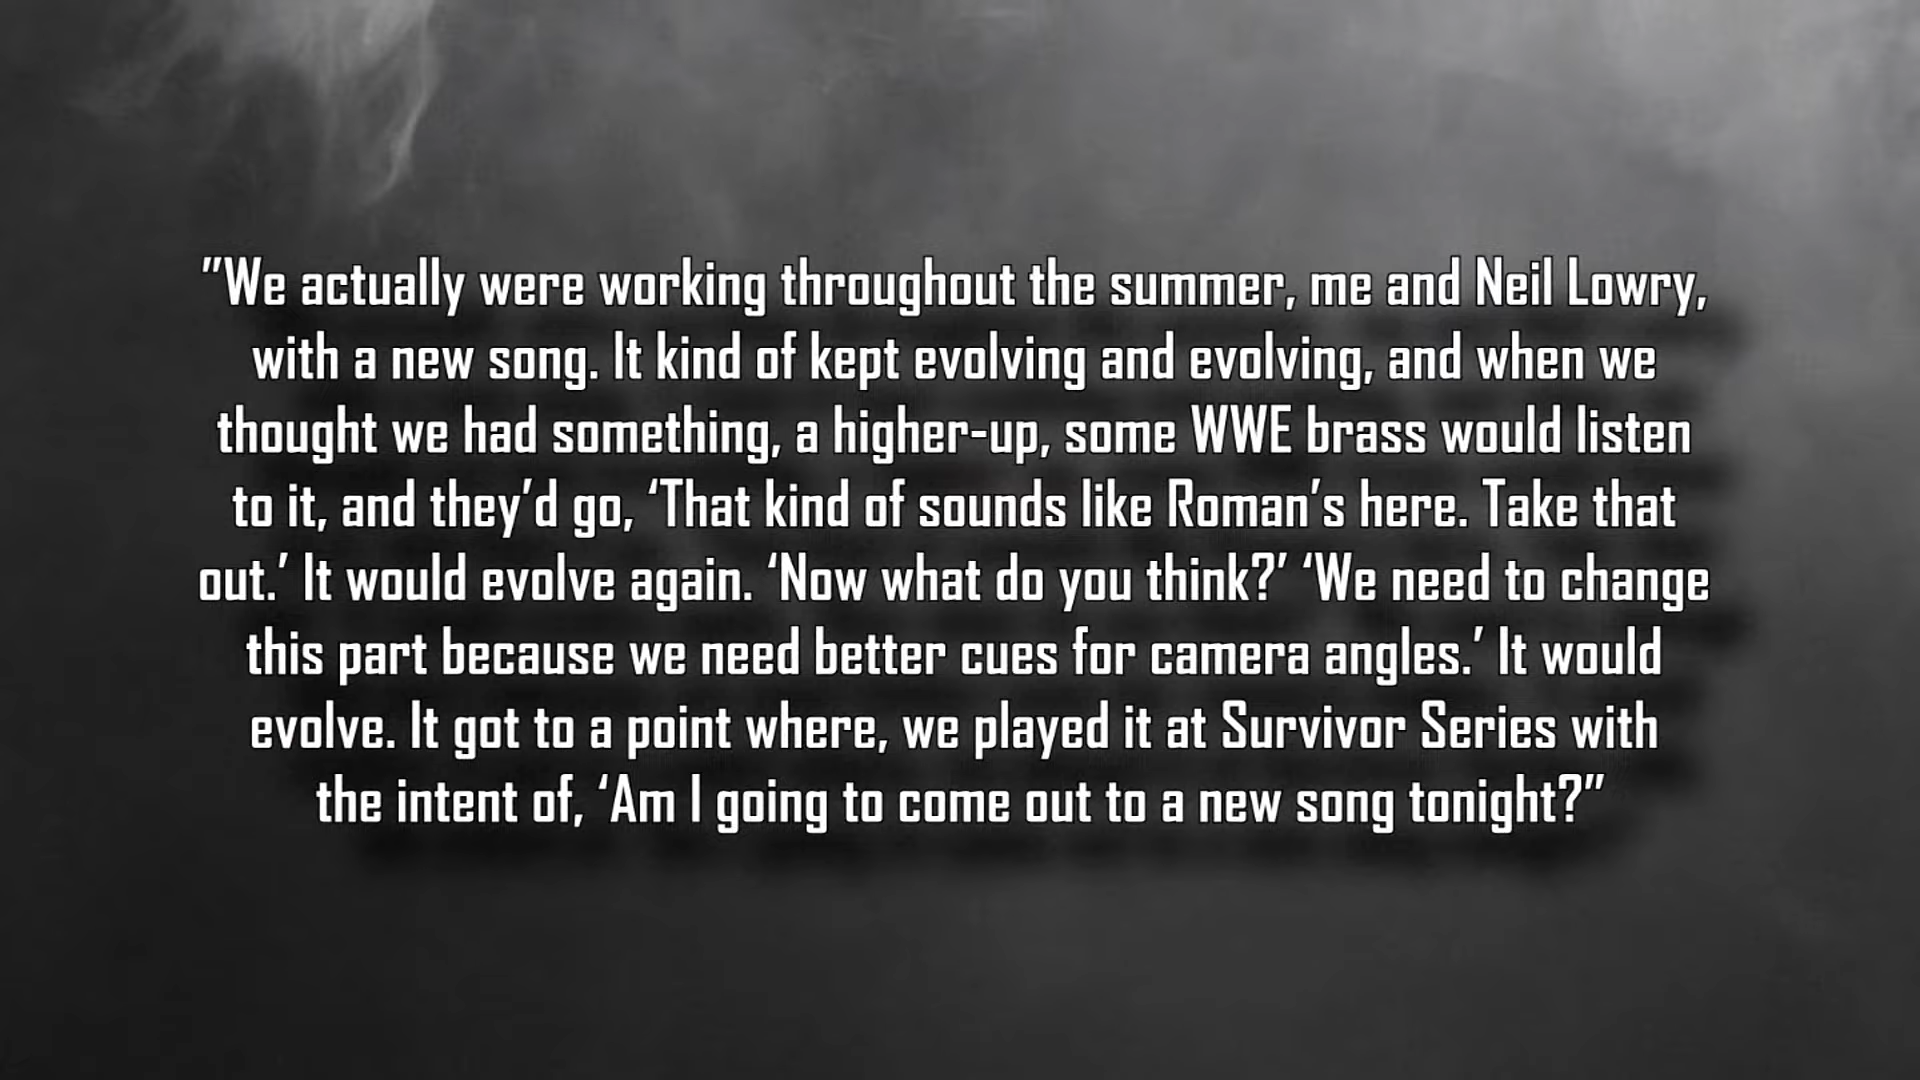 "We actually were working throughout the summer, me and Neil Lowry,
with a new song. It kind of kept evolving and evolving, and when we
thought we had something, a higher-up, some WWE brass would listen
to it, and they’d go, ‘That kind of sounds like Roman’s here. Take that
out.’ It would evolve again. ‘Now what do you think?’ ‘We need to change
this part because we need better cues for camera angles.’ It would
evolve. It got to a point where, we played it at Survivor Series with
the intent of, ‘Am I going to come out to a new song tonight?"